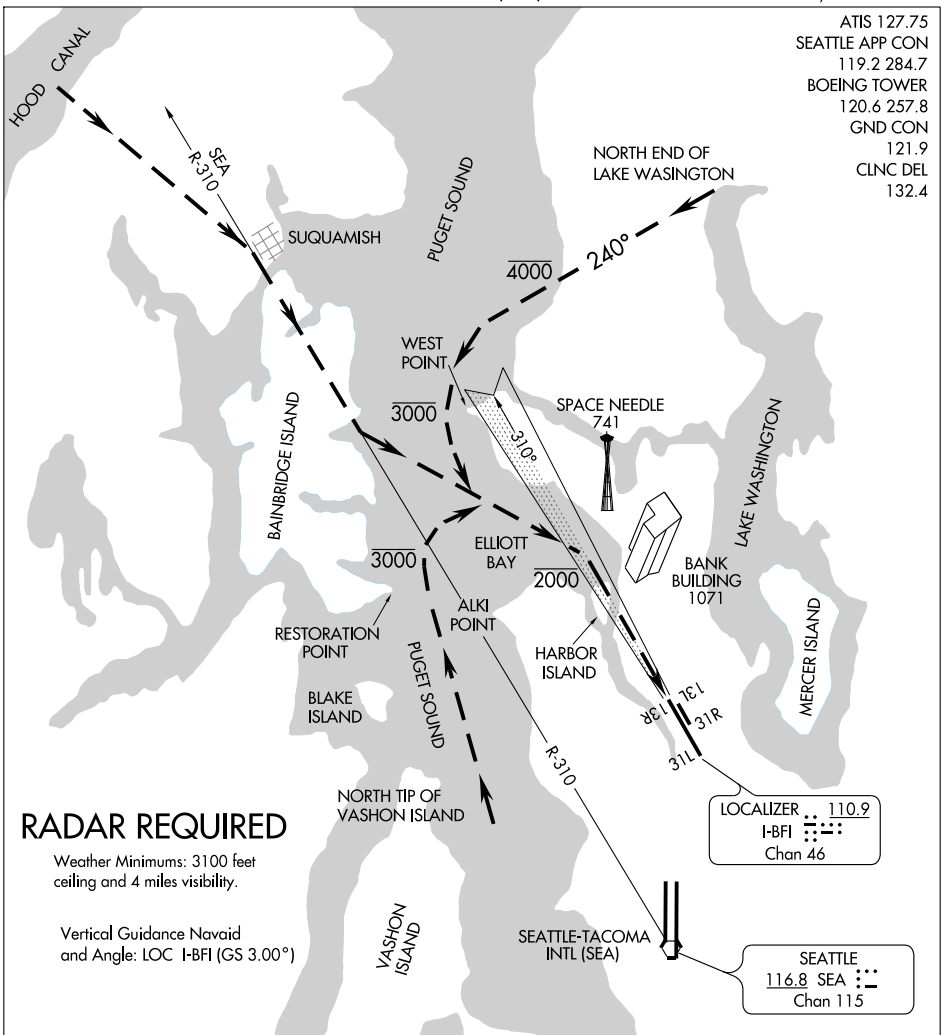 ATIS 127.75
SEATTLE APP CON
119.2 284.7
BOEING TOWER
120.6 257.8
GND CON
121.9
CLNC DEL
132.4
HOOD CANAL
SEA
R-310
SUQUAMISH
PUGET SOUND
NORTH END OF
LAKE WASINGTON
240°
4000
WEST
POINT
3000
310°
SPACE NEEDLE
741
BAINBRIDGE ISLAND
LAKE WASHINGTON
ELLIOTT
BAY
3000
2000
BANK
BUILDING
1071
RESTORATION
POINT
ALKI
POINT
HARBOR
ISLAND
MERCER ISLAND
PUGET SOUND
BLAKE
ISLAND
13R
13L
31R
31L
R-310
NORTH TIP OF
VASHON ISLAND
LOCALIZER 110.9
I-BFI
Chan 46
RADAR REQUIRED
Weather Minimums: 3100 feet
ceiling and 4 miles visibility.
Vertical Guidance Navaid
and Angle: LOC I-BFI (GS 3.00°)
VASHON
ISLAND
SEATTLE-TACOMA
INTL (SEA)
SEATTLE
116.8 SEA
Chan 115